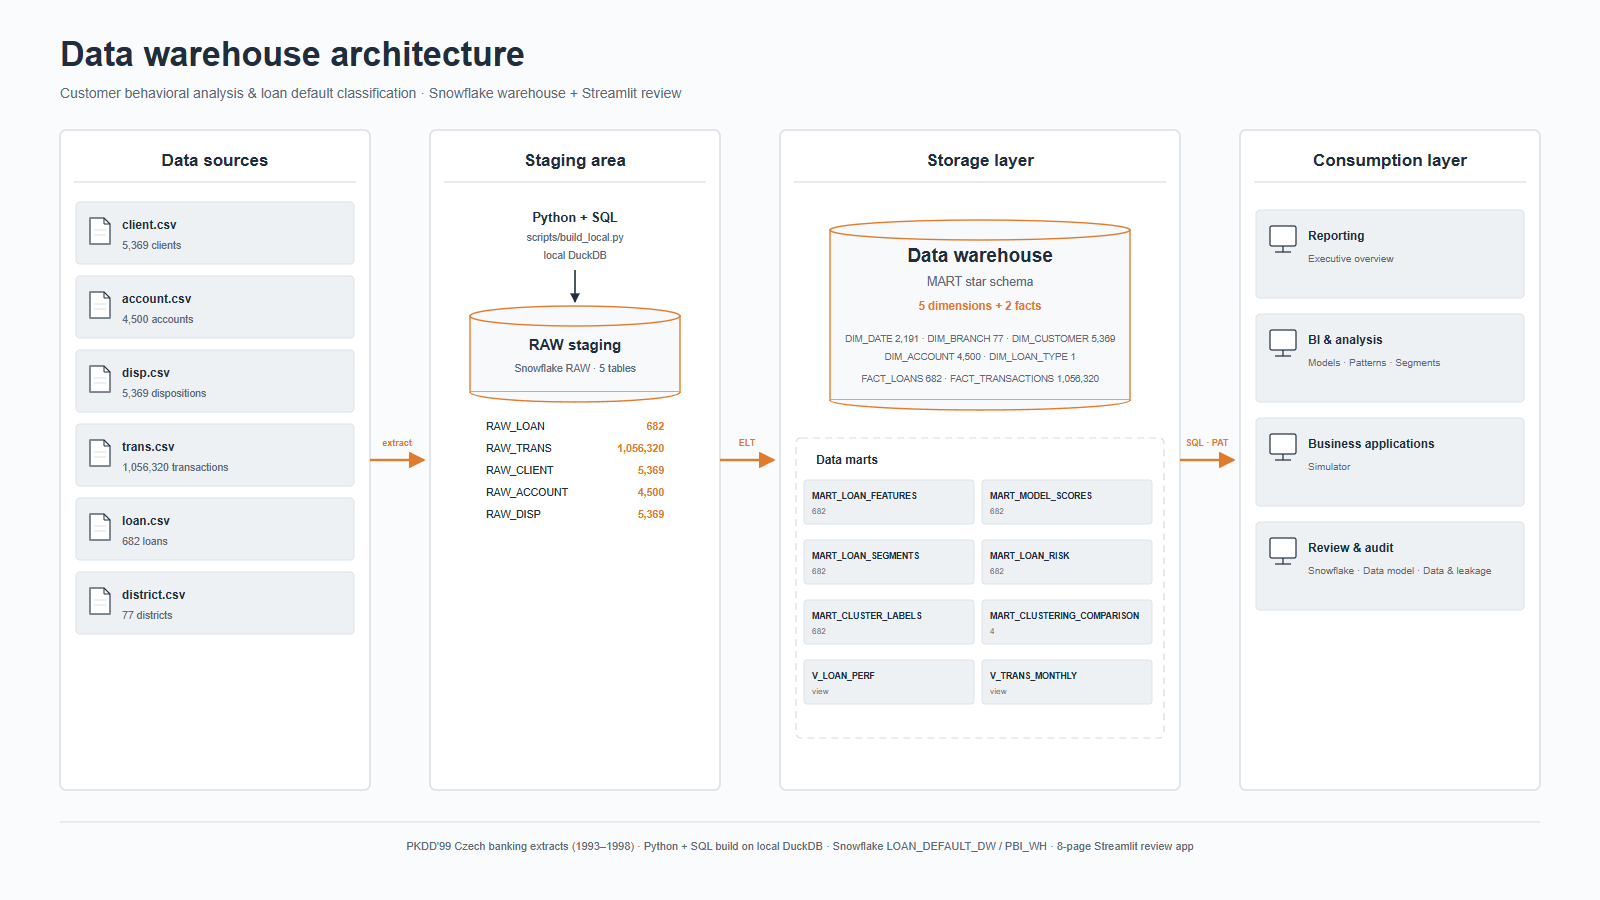 Data warehouse architecture
Customer behavioral analysis & loan default classification · Snowflake warehouse + Streamlit review
Data sources
client.csv
5,369 clients
account.csv
4,500 accounts
disp.csv
5,369 dispositions
trans.csv
1,056,320 transactions
loan.csv
682 loans
district.csv
77 districts
extract
Staging area
Python + SQL
scripts/build_local.py
local DuckDB
RAW staging
Snowflake RAW · 5 tables
RAW_LOAN 682
RAW_TRANS 1,056,320
RAW_CLIENT 5,369
RAW_ACCOUNT 4,500
RAW_DISP 5,369
ELT
Storage layer
Data warehouse
MART star schema
5 dimensions + 2 facts
DIM_DATE 2,191 · DIM_BRANCH 77 · DIM_CUSTOMER 5,369
DIM_ACCOUNT 4,500 · DIM_LOAN_TYPE 1
FACT_LOANS 682 · FACT_TRANSACTIONS 1,056,320
Data marts
MART_LOAN_FEATURES
682
MART_MODEL_SCORES
682
MART_LOAN_SEGMENTS
682
MART_LOAN_RISK
682
MART_CLUSTER_LABELS
682
MART_CLUSTERING_COMPARISON
4
V_LOAN_PERF
view
V_TRANS_MONTHLY
view
SQL · PAT
Consumption layer
Reporting
Executive overview
BI & analysis
Models · Patterns · Segments
Business applications
Simulator
Review & audit
Snowflake · Data model · Data & leakage
PKDD'99 Czech banking extracts (1993–1998) · Python + SQL build on local DuckDB · Snowflake LOAN_DEFAULT_DW / PBI_WH · 8-page Streamlit review app